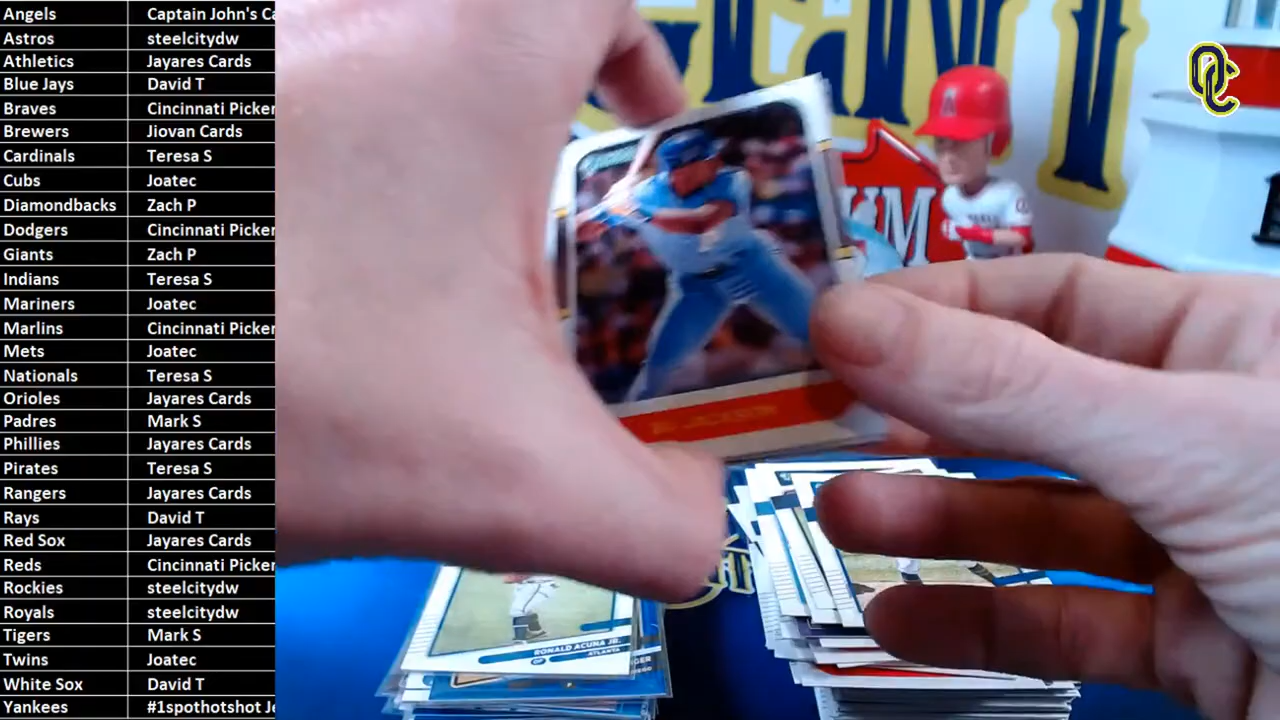 Angels Captain John's Ca
Astros steelcitydw
Athletics Jayares Cards
Blue Jays David T
Braves Cincinnati Picker
Brewers Jiovan Cards
Cardinals Teresa S
Cubs Joatec
Diamondbacks Zach P
Dodgers Cincinnati Picker
Giants Zach P
Indians Teresa S
Mariners Joatec
Marlins Cincinnati Picker
Mets Joatec
Nationals Teresa S
Orioles Jayares Cards
Padres Mark S
Phillies Jayares Cards
Pirates Teresa S
Rangers Jayares Cards
Rays David T
Red Sox Jayares Cards
Reds Cincinnati Picker
Rockies steelcitydw
Royals steelcitydw
Tigers Mark S
Twins Joatec
White Sox David T
Yankees #1spothotshot Je
OC
A
RONALD ACUNA JR.
OF ATLANTA